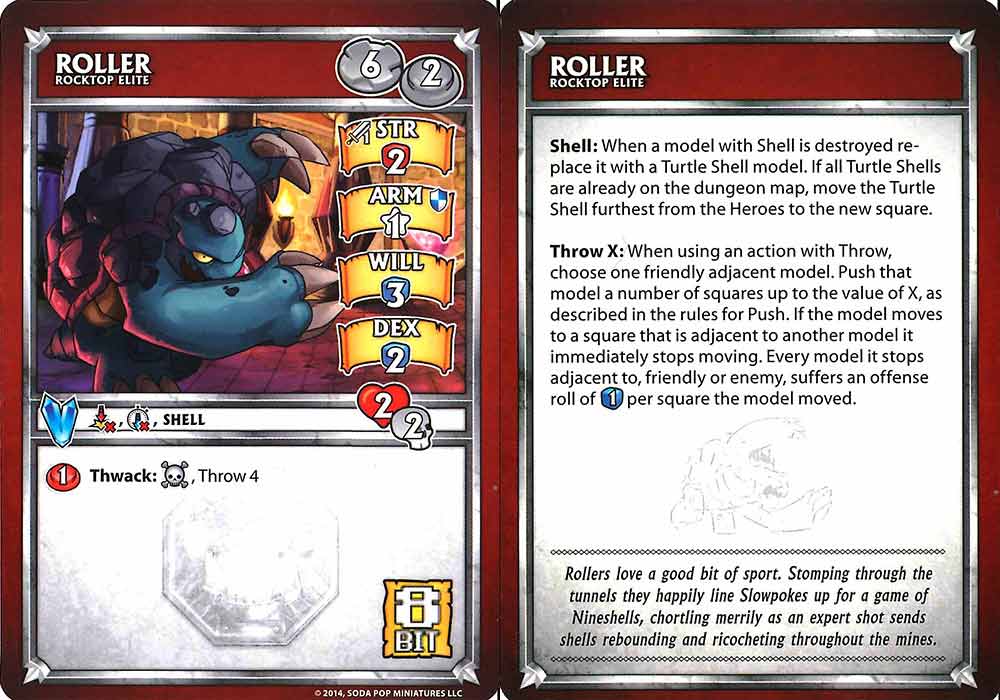 ROLLER
ROCKTOP ELITE
6 2
STR
2
ARM
1
WILL
3
DEX
2
2
2
, , SHELL
1 Thwack: , Throw 4
8
BIT
© 2014, SODA POP MINIATURES LLC
ROLLER
ROCKTOP ELITE
Shell: When a model with Shell is destroyed re-
place it with a Turtle Shell model. If all Turtle Shells
are already on the dungeon map, move the Turtle
Shell furthest from the Heroes to the new square.
Throw X: When using an action with Throw,
choose one friendly adjacent model. Push that
model a number of squares up to the value of X, as
described in the rules for Push. If the model moves
to a square that is adjacent to another model it
immediately stops moving. Every model it stops
adjacent to, friendly or enemy, suffers an offense
roll of 1 per square the model moved.
Rollers love a good bit of sport. Stomping through the
tunnels they happily line Slowpokes up for a game of
Nineshells, chortling merrily as an expert shot sends
shells rebounding and ricocheting throughout the mines.